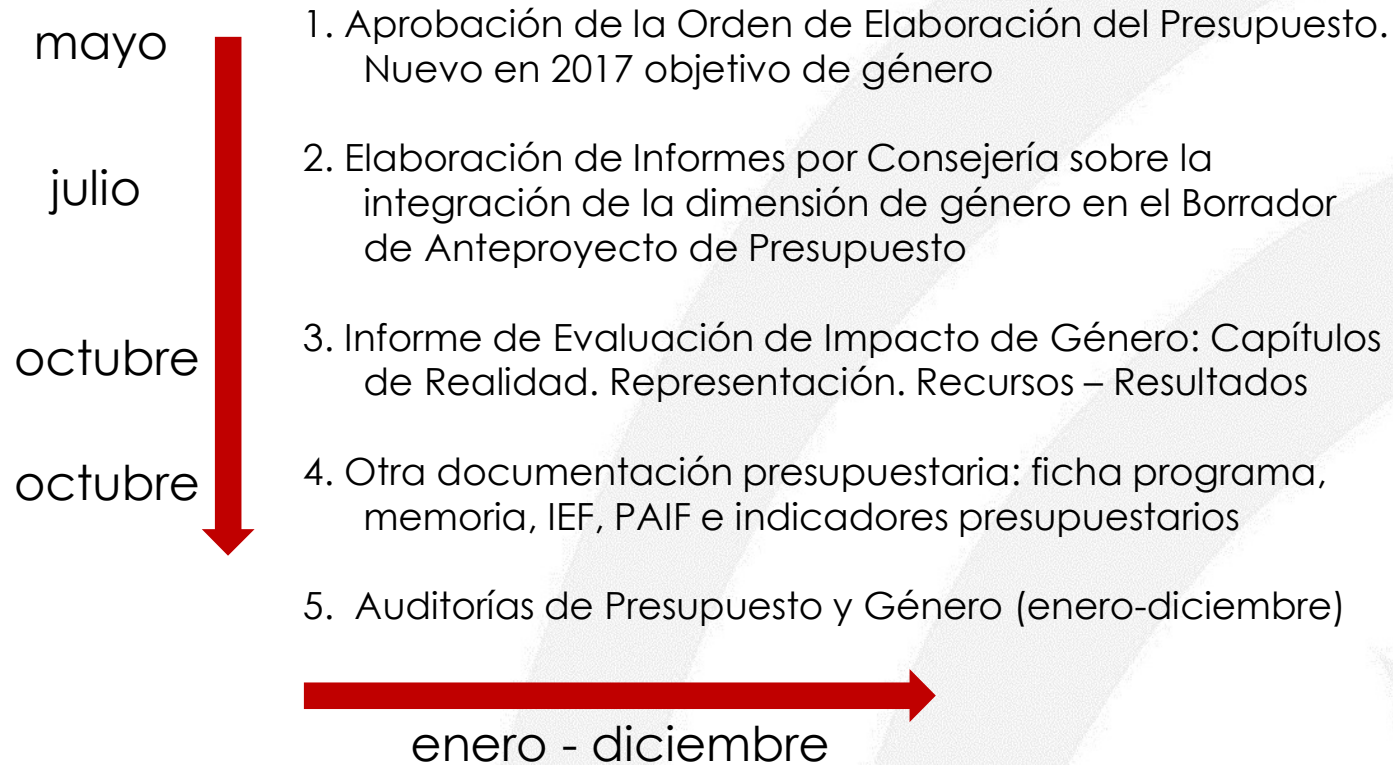 mayo
1. Aprobación de la Orden de Elaboración del Presupuesto.
Nuevo en 2017 objetivo de género
julio
2. Elaboración de Informes por Consejería sobre la
integración de la dimensión de género en el Borrador
de Anteproyecto de Presupuesto
octubre
3. Informe de Evaluación de Impacto de Género: Capítulos
de Realidad. Representación. Recursos – Resultados
octubre
4. Otra documentación presupuestaria: ficha programa,
memoria, IEF, PAIF e indicadores presupuestarios
5. Auditorías de Presupuesto y Género (enero-diciembre)
enero - diciembre